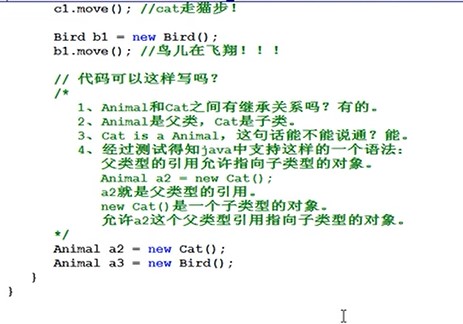 c1.move(); //cat走猫步！
Bird b1 = new Bird();
b1.move(); //鸟儿在飞翔！！！
// 代码可以这样写吗？
/*
1、Animal和Cat之间有继承关系吗？有的。
2、Animal是父类，Cat是子类。
3、Cat is a Animal，这句话能不能说通？能。
4、经过测试得知java中支持这样的一个语法：
父类型的引用允许指向子类型的对象。
Animal a2 = new Cat();
a2就是父类型的引用。
new Cat()是一个子类型的对象。
允许a2这个父类型引用指向子类型的对象。
*/
Animal a2 = new Cat();
Animal a3 = new Bird();
}
}